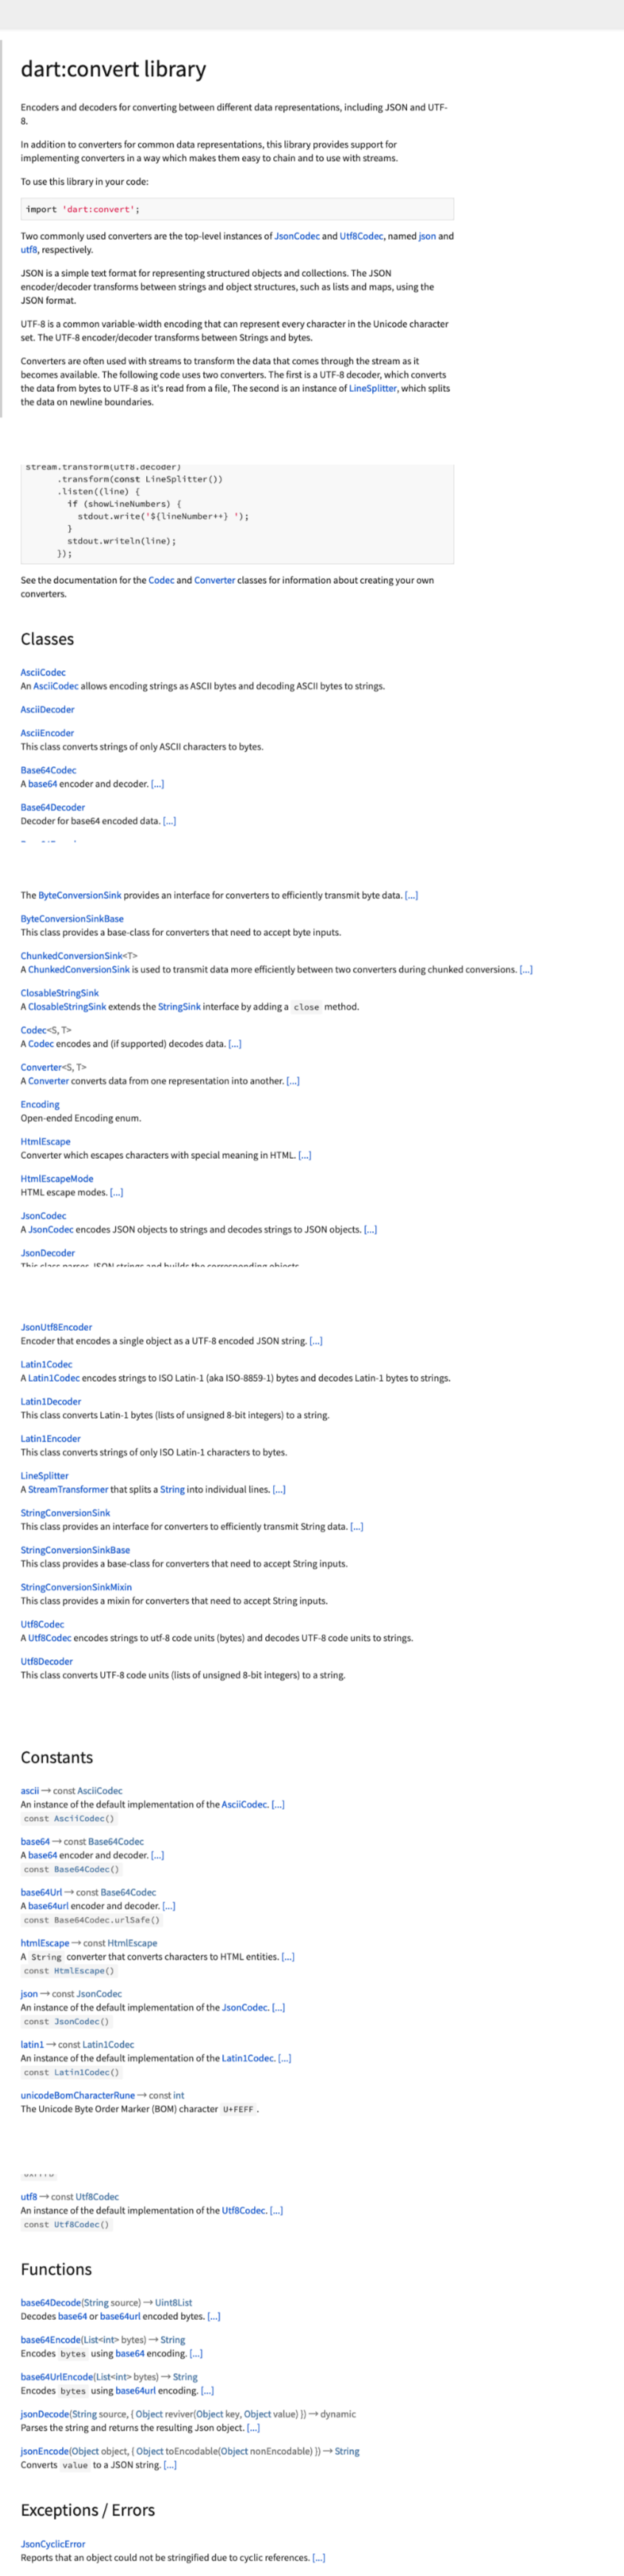 dart:convert library
Encoders and decoders for converting between different data representations, including JSON and UTF-
8.
In addition to converters for common data representations, this library provides support for
implementing converters in a way which makes them easy to chain and to use with streams.
To use this library in your code:
import 'dart:convert';
Two commonly used converters are the top-level instances of JsonCodec and Utf8Codec, named json and
utf8, respectively.
JSON is a simple text format for representing structured objects and collections. The JSON
encoder/decoder transforms between strings and object structures, such as lists and maps, using the
JSON format.
UTF-8 is a common variable-width encoding that can represent every character in the Unicode character
set. The UTF-8 encoder/decoder transforms between Strings and bytes.
Converters are often used with streams to transform the data that comes through the stream as it
becomes available. The following code uses two converters. The first is a UTF-8 decoder, which converts
the data from bytes to UTF-8 as it's read from a file, The second is an instance of LineSplitter, which splits
the data on newline boundaries.
stream.transform(utf8.decoder)
.transform(const LineSplitter())
.listen((line) {
if (showLineNumbers) {
stdout.write('${lineNumber++} ');
}
stdout.writeln(line);
});
See the documentation for the Codec and Converter classes for information about creating your own
converters.
Classes
AsciiCodec
An AsciiCodec allows encoding strings as ASCII bytes and decoding ASCII bytes to strings.
AsciiDecoder
AsciiEncoder
This class converts strings of only ASCII characters to bytes.
Base64Codec
A base64 encoder and decoder. [...]
Base64Decoder
Decoder for base64 encoded data. [...]
The ByteConversionSink provides an interface for converters to efficiently transmit byte data. [...]
ByteConversionSinkBase
This class provides a base-class for converters that need to accept byte inputs.
ChunkedConversionSink<T>
A ChunkedConversionSink is used to transmit data more efficiently between two converters during chunked conversions. [...]
ClosableStringSink
A ClosableStringSink extends the StringSink interface by adding a close method.
Codec<S, T>
A Codec encodes and (if supported) decodes data. [...]
Converter<S, T>
A Converter converts data from one representation into another. [...]
Encoding
Open-ended Encoding enum.
HtmlEscape
Converter which escapes characters with special meaning in HTML. [...]
HtmlEscapeMode
HTML escape modes. [...]
JsonCodec
A JsonCodec encodes JSON objects to strings and decodes strings to JSON objects. [...]
JsonDecoder
This class parses JSON strings and builds the corresponding objects.
JsonUtf8Encoder
Encoder that encodes a single object as a UTF-8 encoded JSON string. [...]
Latin1Codec
A Latin1Codec encodes strings to ISO Latin-1 (aka ISO-8859-1) bytes and decodes Latin-1 bytes to strings.
Latin1Decoder
This class converts Latin-1 bytes (lists of unsigned 8-bit integers) to a string.
Latin1Encoder
This class converts strings of only ISO Latin-1 characters to bytes.
LineSplitter
A StreamTransformer that splits a String into individual lines. [...]
StringConversionSink
This class provides an interface for converters to efficiently transmit String data. [...]
StringConversionSinkBase
This class provides a base-class for converters that need to accept String inputs.
StringConversionSinkMixin
This class provides a mixin for converters that need to accept String inputs.
Utf8Codec
A Utf8Codec encodes strings to utf-8 code units (bytes) and decodes UTF-8 code units to strings.
Utf8Decoder
This class converts UTF-8 code units (lists of unsigned 8-bit integers) to a string.
Constants
ascii → const AsciiCodec
An instance of the default implementation of the AsciiCodec. [...]
const AsciiCodec()
base64 → const Base64Codec
A base64 encoder and decoder. [...]
const Base64Codec()
base64Url → const Base64Codec
A base64url encoder and decoder. [...]
const Base64Codec.urlSafe()
htmlEscape → const HtmlEscape
A String converter that converts characters to HTML entities. [...]
const HtmlEscape()
json → const JsonCodec
An instance of the default implementation of the JsonCodec. [...]
const JsonCodec()
latin1 → const Latin1Codec
An instance of the default implementation of the Latin1Codec. [...]
const Latin1Codec()
unicodeBomCharacterRune → const int
The Unicode Byte Order Marker (BOM) character U+FEFF.
utf8 → const Utf8Codec
An instance of the default implementation of the Utf8Codec. [...]
const Utf8Codec()
Functions
base64Decode(String source) → Uint8List
Decodes base64 or base64url encoded bytes. [...]
base64Encode(List<int> bytes) → String
Encodes bytes using base64 encoding. [...]
base64UrlEncode(List<int> bytes) → String
Encodes bytes using base64url encoding. [...]
jsonDecode(String source, { Object reviver(Object key, Object value) }) → dynamic
Parses the string and returns the resulting Json object. [...]
jsonEncode(Object object, { Object toEncodable(Object nonEncodable) }) → String
Converts value to a JSON string. [...]
Exceptions / Errors
JsonCyclicError
Reports that an object could not be stringified due to cyclic references. [...]